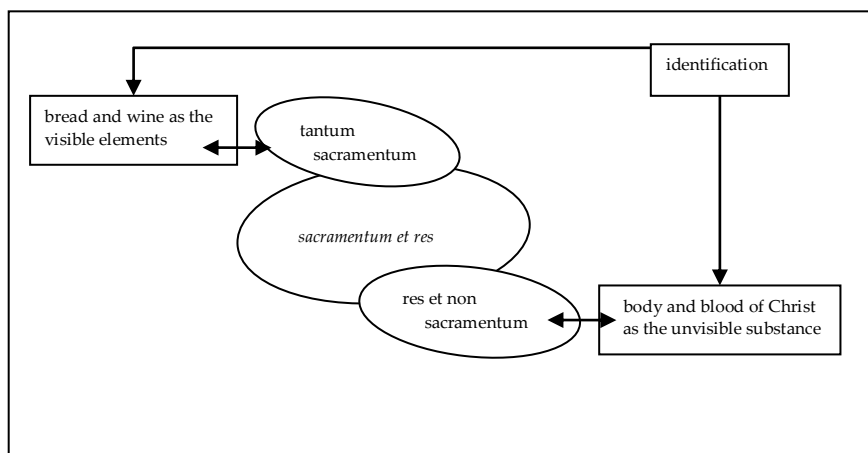 identification
bread and wine as the
visible elements
tantum
sacramentum
sacramentum et res
res et non
sacramentum
body and blood of Christ
as the unvisible substance